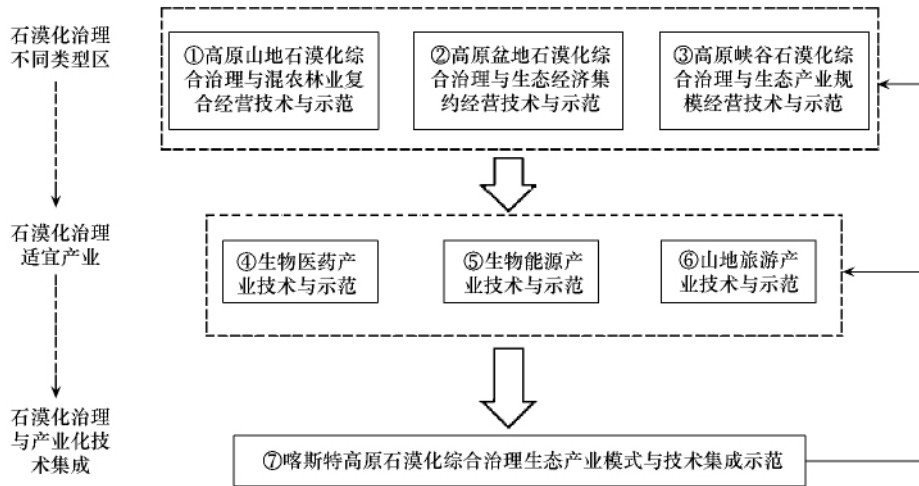 石漠化治理
不同类型区
①高原山地石漠化综
合治理与混农林业复
合经营技术与示范
②高原盆地石漠化综
合治理与生态经济集
约经营技术与示范
③高原峡谷石漠化综
合治理与生态产业规
模经营技术与示范
石漠化治理
适宜产业
④生物医药产
业技术与示范
⑤生物能源产
业技术与示范
⑥山地旅游产
业技术与示范
石漠化治理
与产业化技
术集成
⑦喀斯特高原石漠化综合治理生态产业模式与技术集成示范